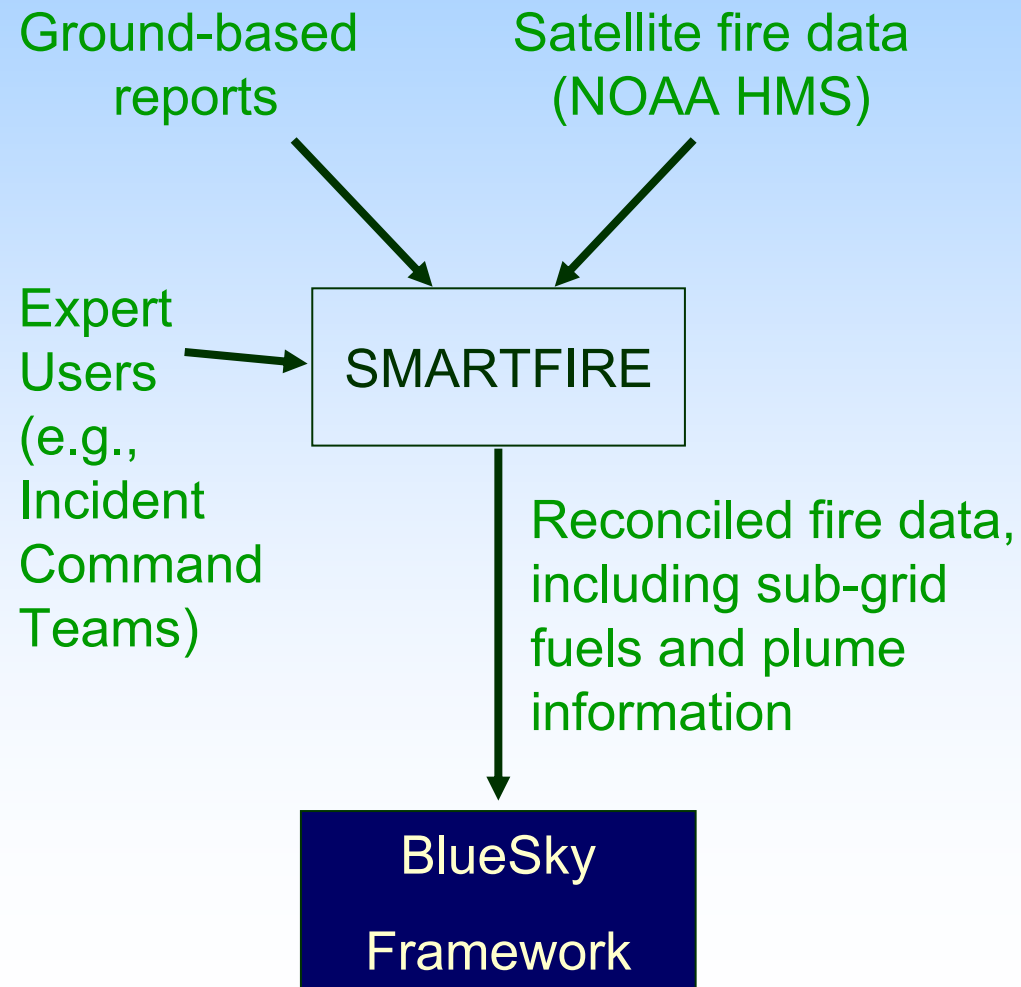 Ground-based
reports
Satellite fire data
(NOAA HMS)
Expert
Users
(e.g.,
Incident
Command
Teams)
SMARTFIRE
Reconciled fire data,
including sub-grid
fuels and plume
information
BlueSky
Framework